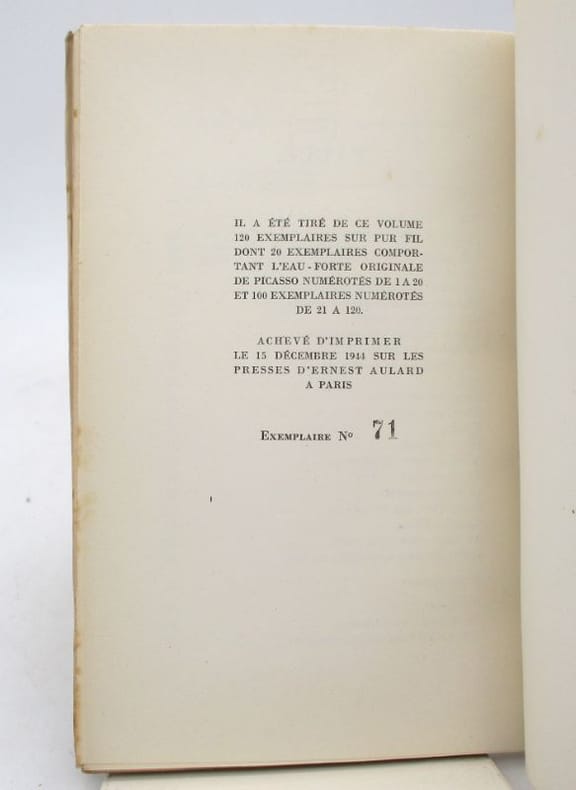 IL A ÉTÉ TIRÉ DE CE VOLUME
120 EXEMPLAIRES SUR PUR FIL
DONT 20 EXEMPLAIRES COMPOR-
TANT L'EAU-FORTE ORIGINALE
DE PICASSO NUMÉROTÉS DE 1 A 20
ET 100 EXEMPLAIRES NUMÉROTÉS
DE 21 A 120.
ACHEVÉ D'IMPRIMER
LE 15 DÉCEMBRE 1944 SUR LES
PRESSES D'ERNEST AULARD
A PARIS
EXEMPLAIRE Nº 71